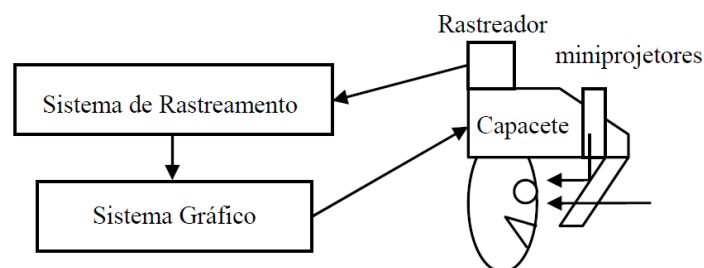 Rastreador
miniprojetores
Sistema de Rastreamento
Capacete
Sistema Gráfico